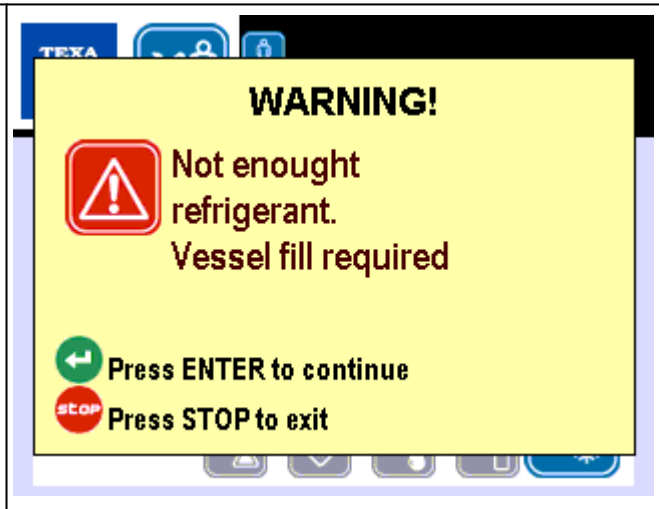 TEXA
WARNING!
Not enought
refrigerant.
Vessel fill required
Press ENTER to continue
stop Press STOP to exit